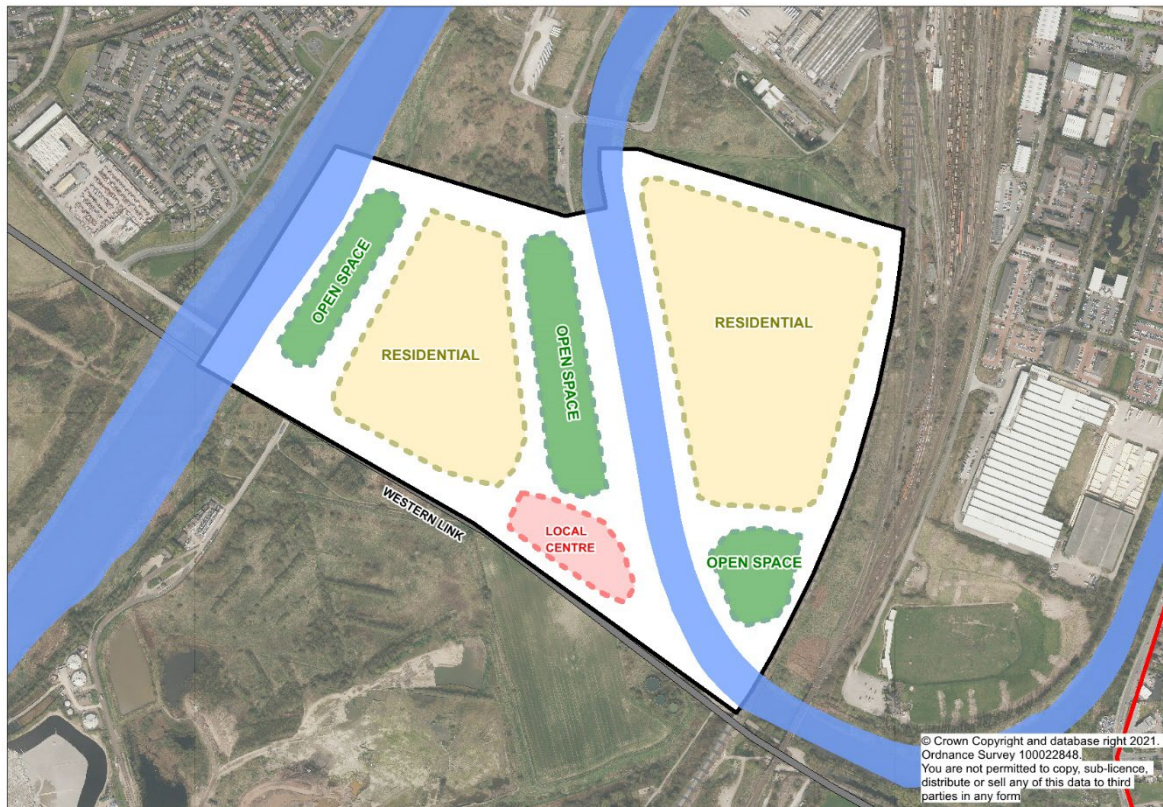 OPEN SPACE
RESIDENTIAL
OPEN SPACE
RESIDENTIAL
WESTERN LINK
LOCAL
CENTRE
OPEN SPACE
© Crown Copyright and database right 2021.
Ordnance Survey 100022848.
You are not permitted to copy, sub-licence,
distribute or sell any of this data to third
parties in any form